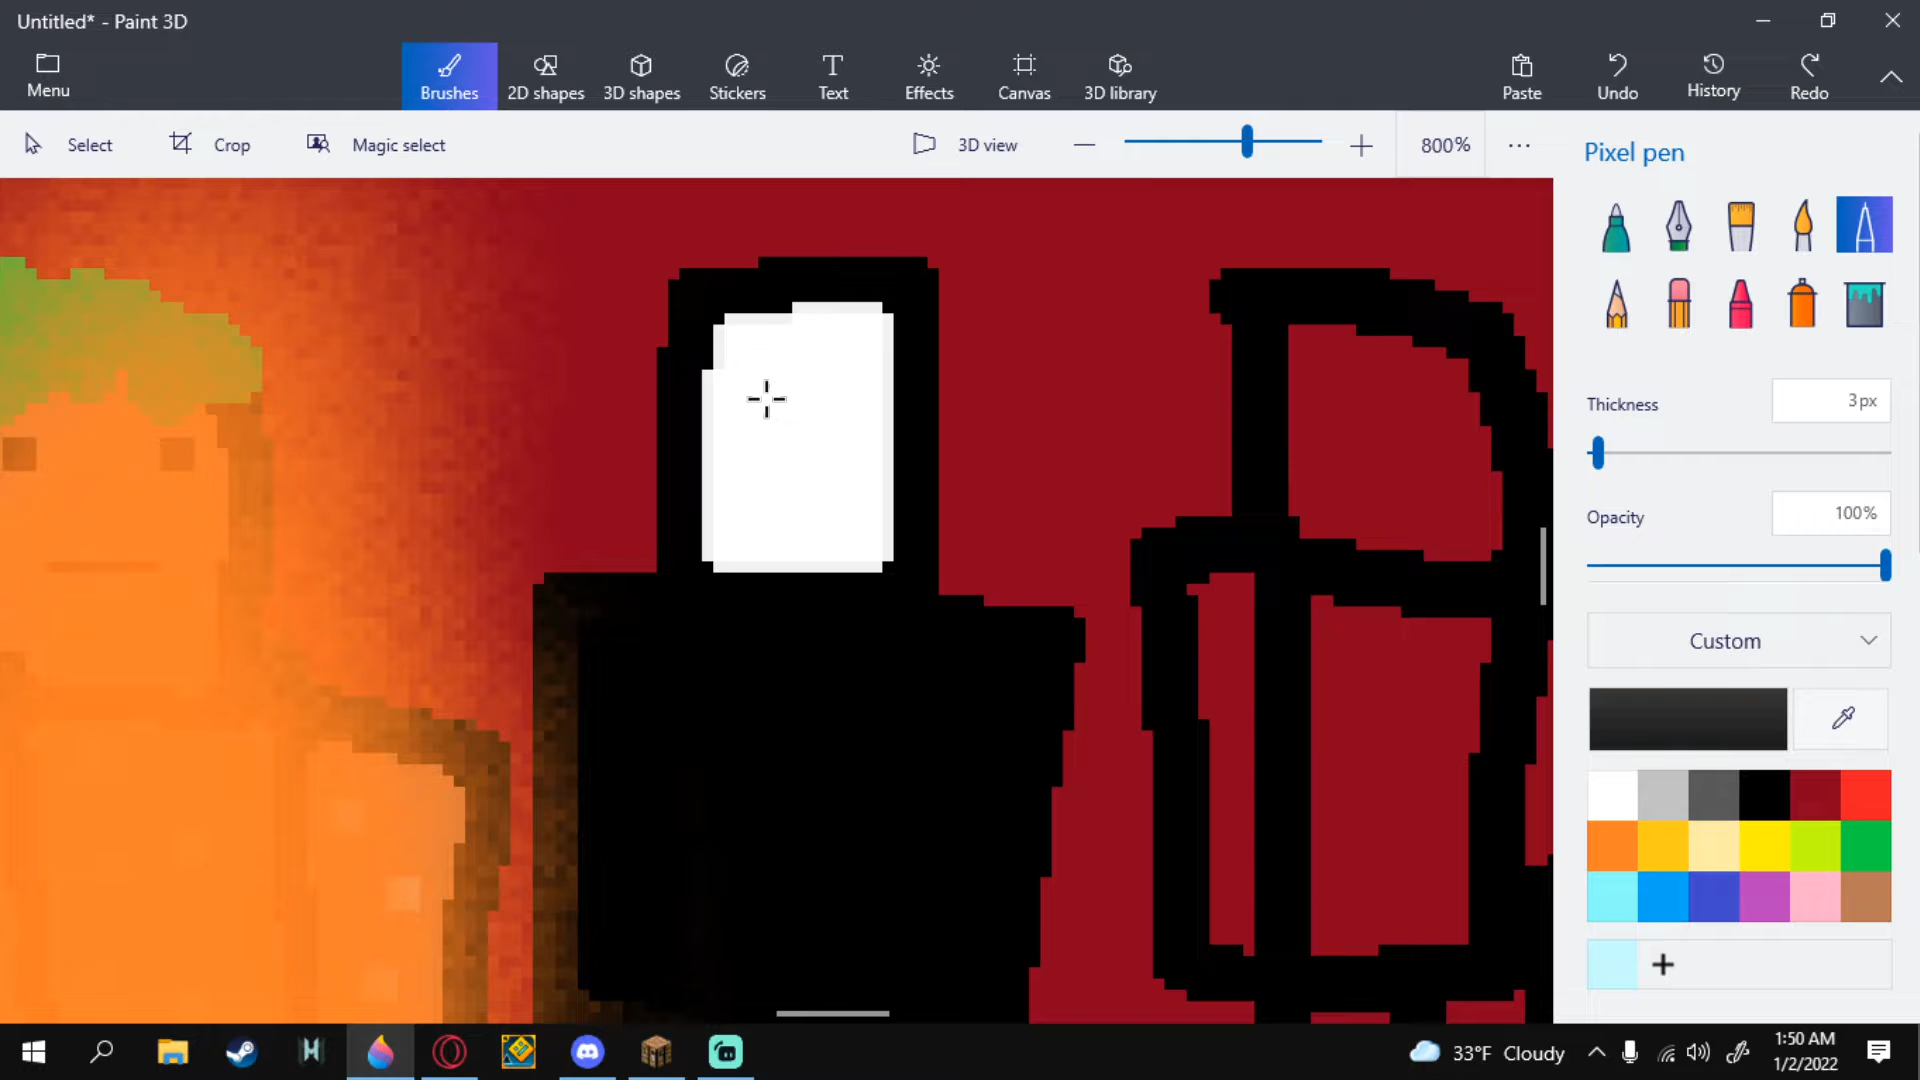 Untitled* - Paint 3D
Menu
Brushes
2D shapes
3D shapes
Stickers
Text
Effects
Canvas
3D library
Paste
Undo
History
Redo
Select
Crop
Magic select
3D view
800%
Pixel pen
Thickness
3px
Opacity
100%
Custom
33°F Cloudy
1:50 AM
1/2/2022